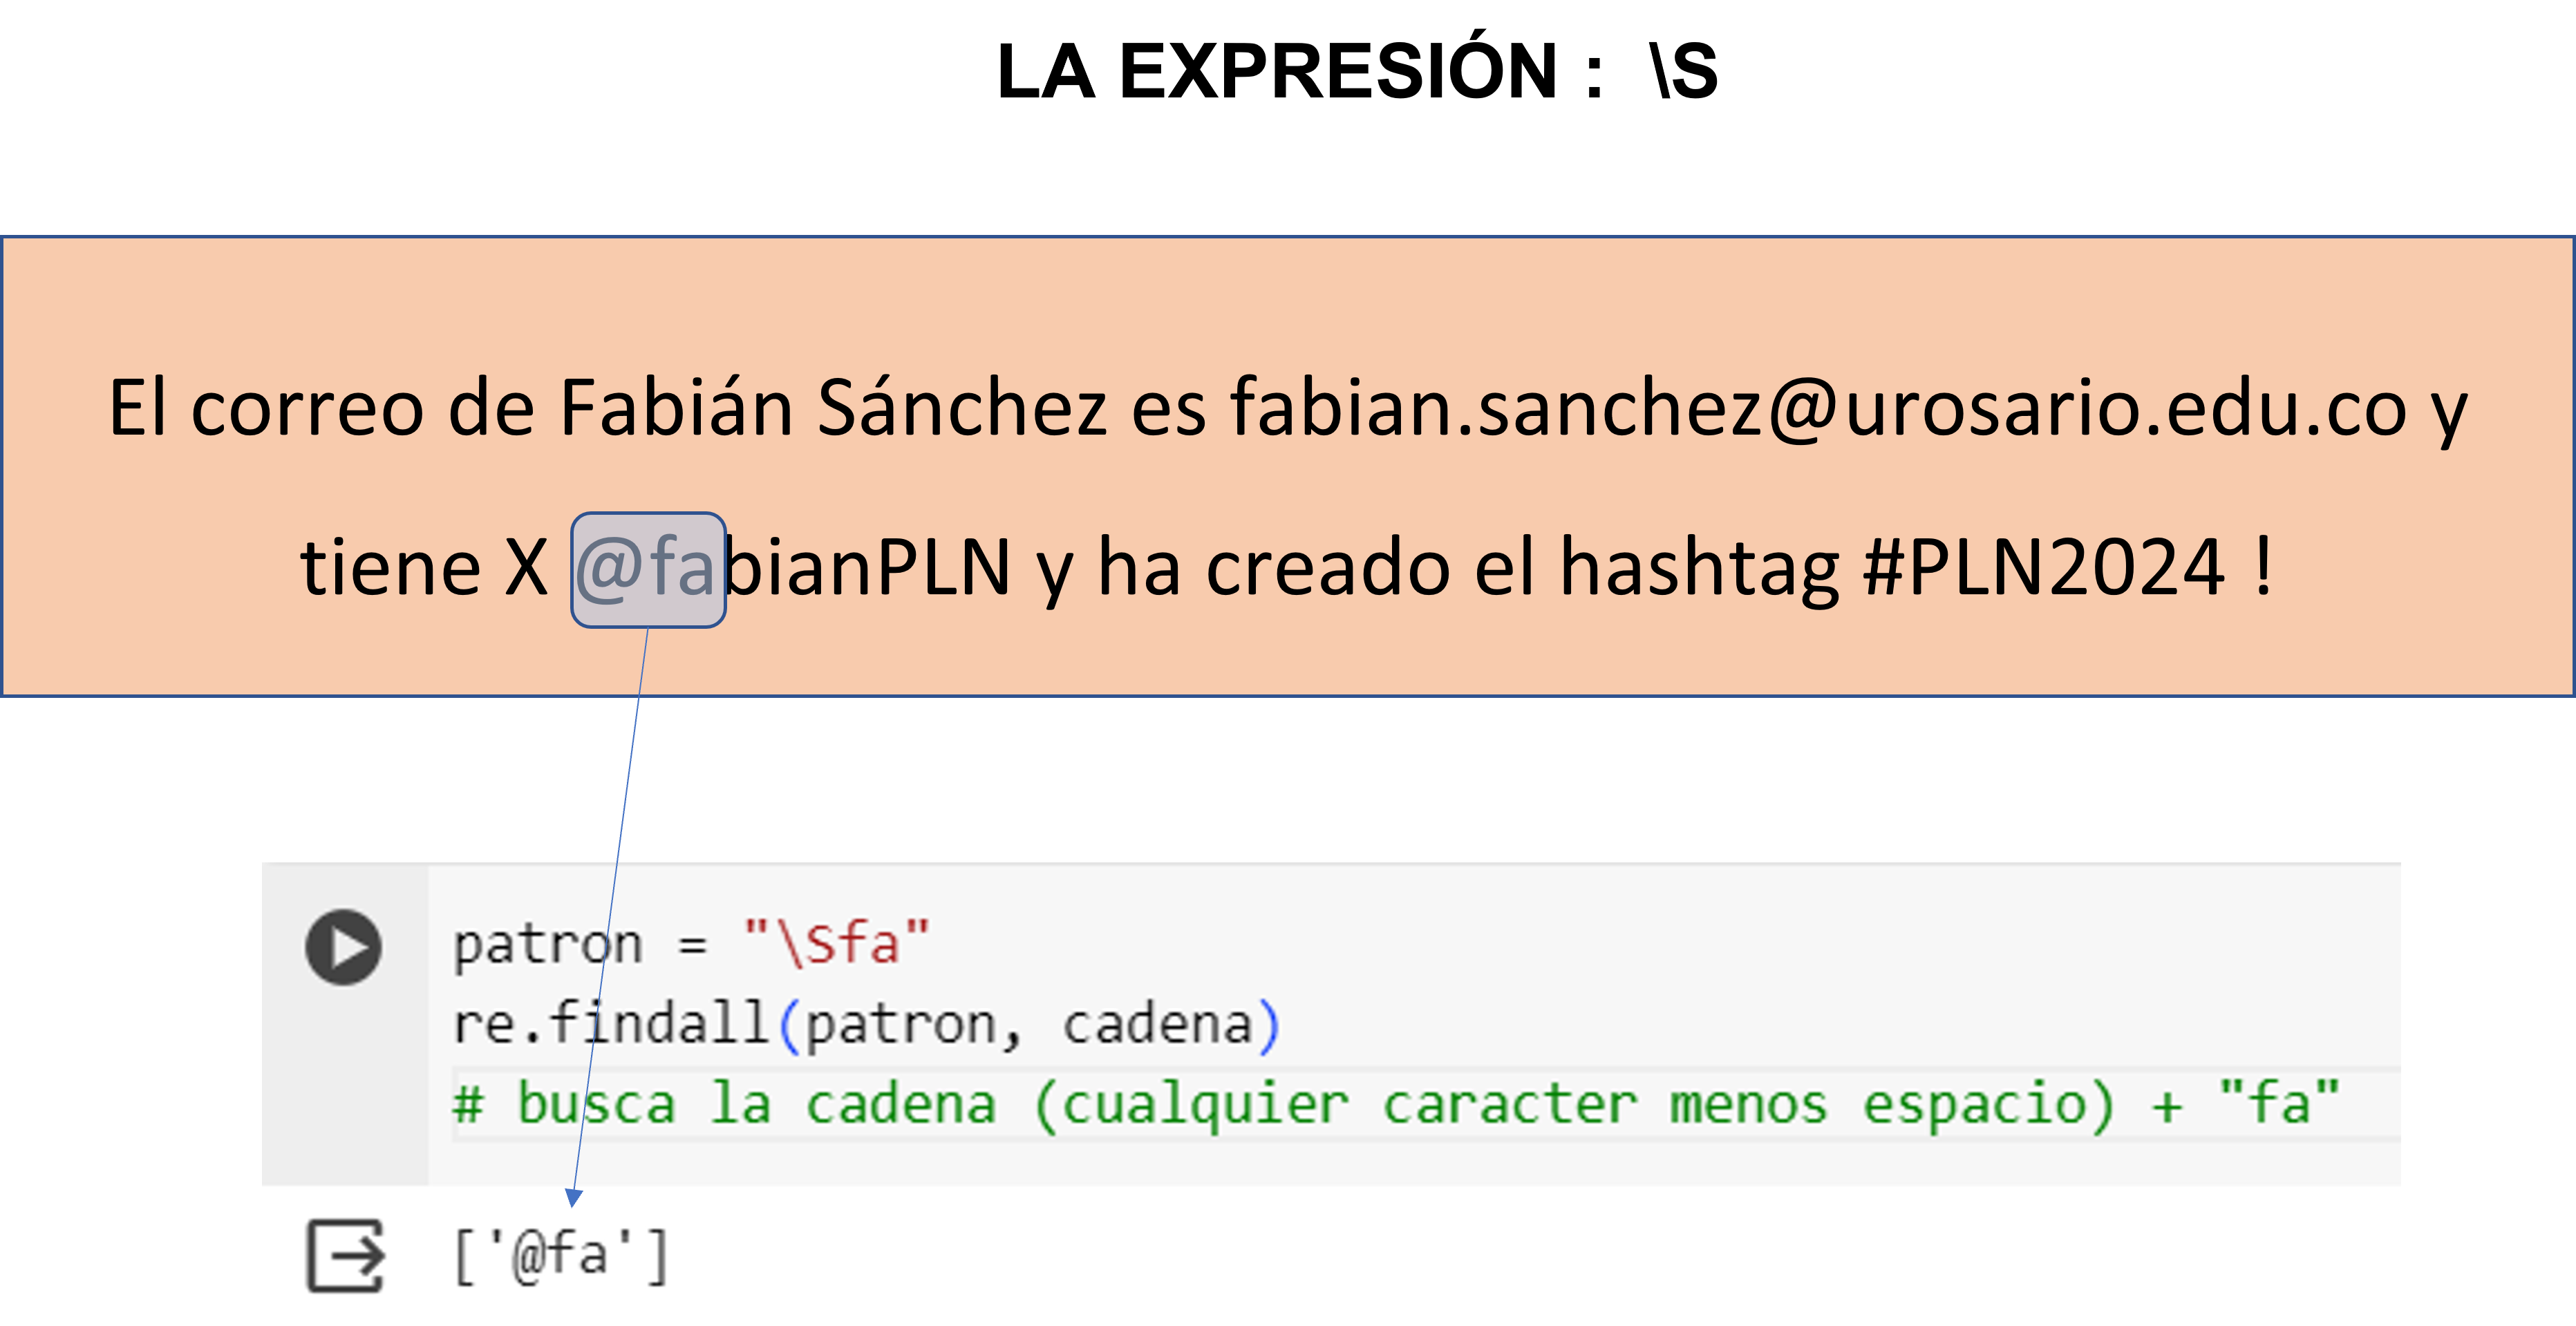 LA EXPRESIÓN : \S
El correo de Fabián Sánchez es fabian.sanchez@urosario.edu.co y
tiene X @fabianPLN y ha creado el hashtag #PLN2024 !
patron = "\Sfa"
re.findall(patron, cadena)
# busca la cadena (cualquier caracter menos espacio) + "fa"
['@fa']